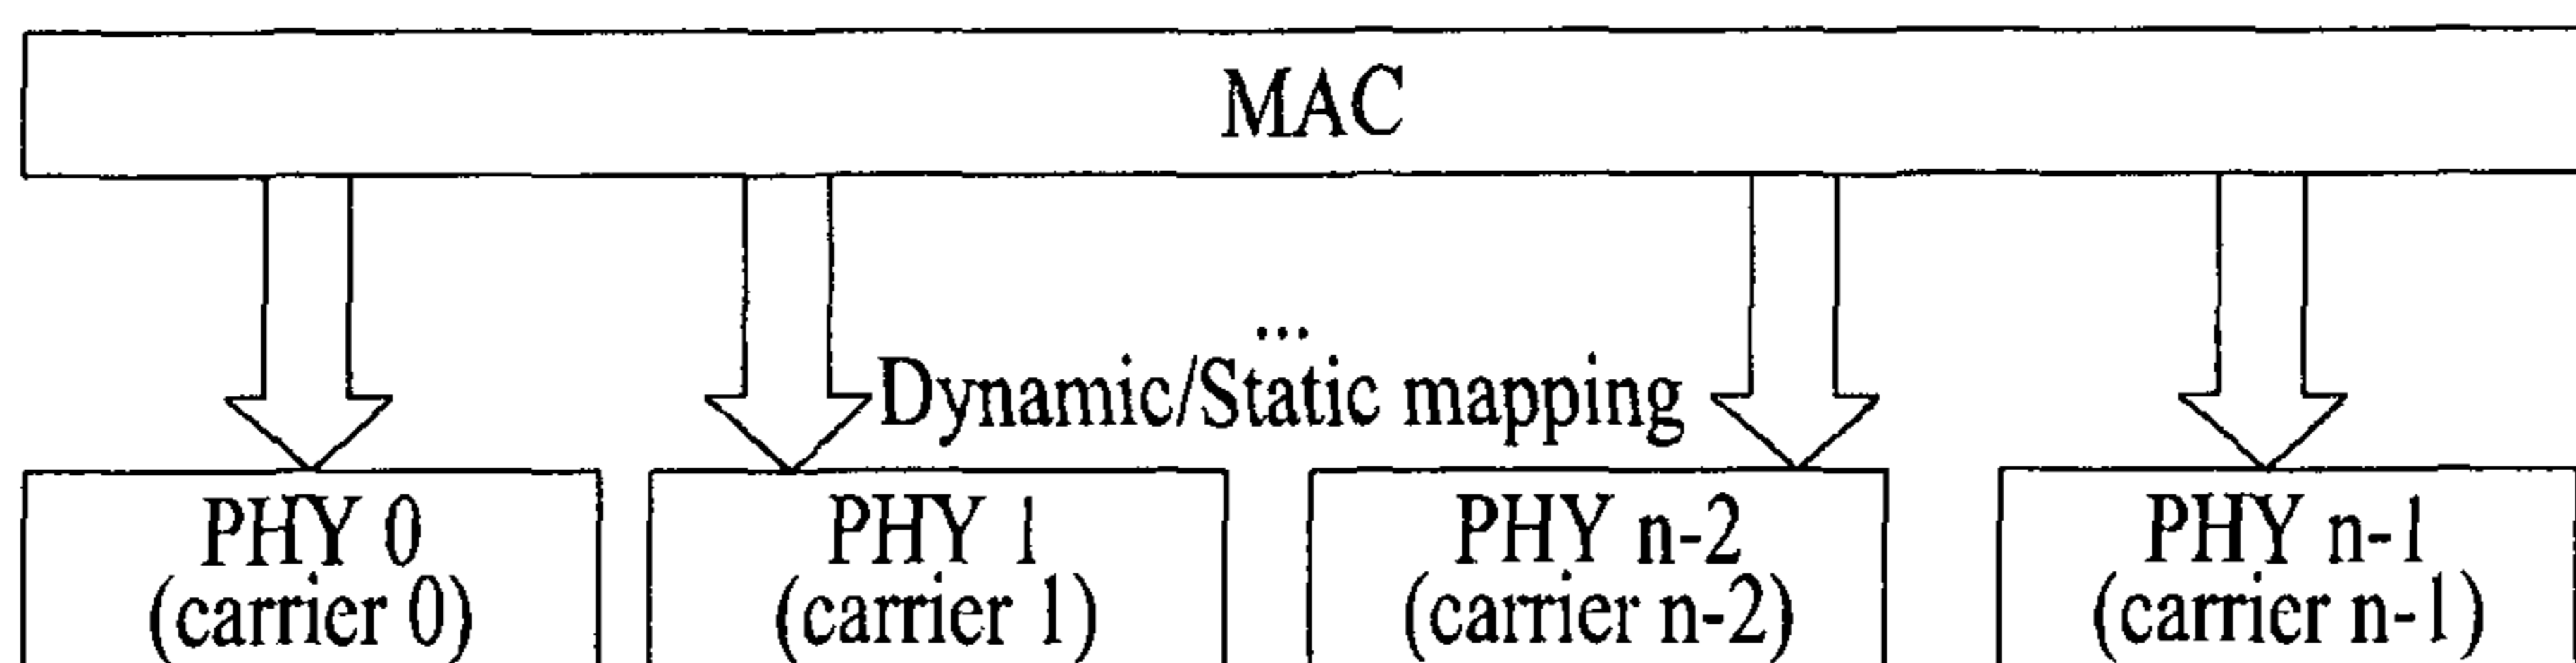 MAC
...
Dynamic/Static mapping
PHY 0
(carrier 0)
PHY 1
(carrier 1)
PHY n-2
(carrier n-2)
PHY n-1
(carrier n-1)